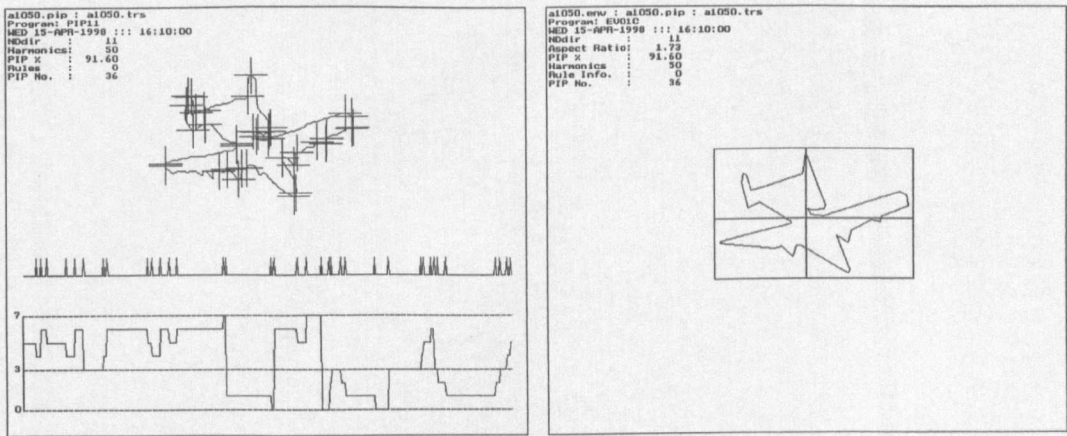 a1050.pip : a1050.trs
Program: PIP11
WED 15-APR-1998 ::: 16:10:00
NDdir : 11
Harmonics: 50
PIP % : 91.60
Rules : 0
PIP No. : 36
7
3
0
a1050.env : a1050.pip : a1050.trs
Program: EV01C
WED 15-APR-1998 ::: 16:10:00
NDdir : 11
Aspect Ratio: 1.73
PIP % : 91.60
Harmonics : 50
Rule Info. : 0
PIP No. : 36